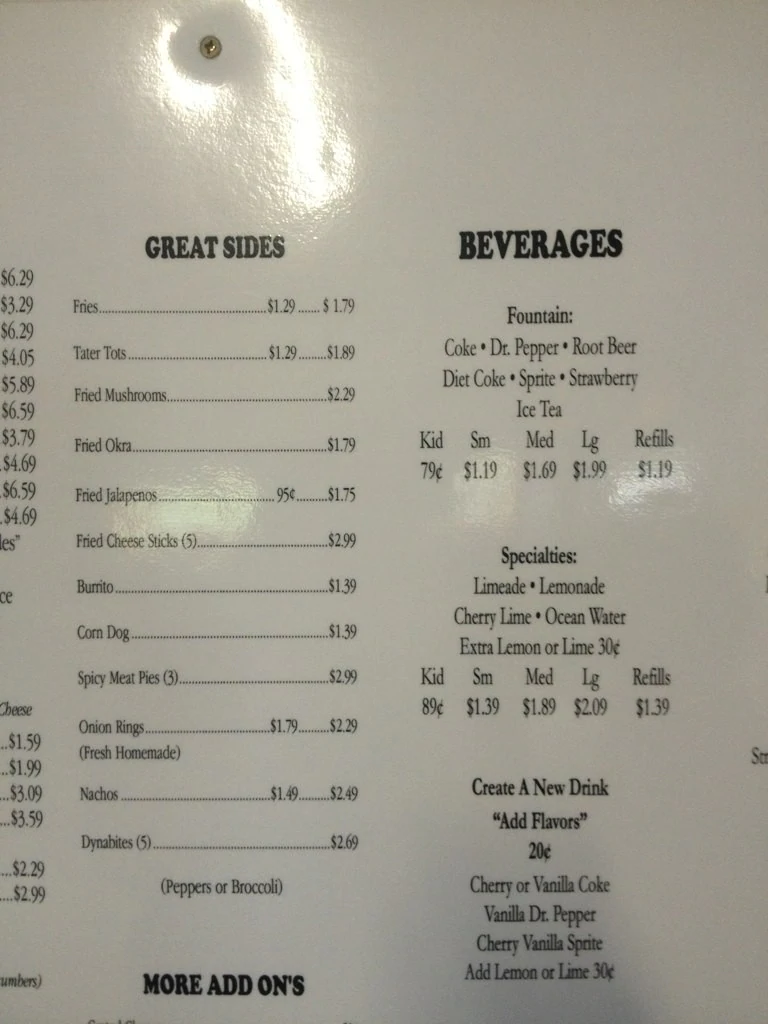 $6.29
$3.29
$6.29
$4.05
$5.89
$6.59
$3.79
.$4.69
.$6.59
.$4.69
Cheese
..$1.59
..$1.99
...$3.09
...$3.59
....$2.29
....$2.99
GREAT SIDES
Fries $1.29 $ 1.79
Tater Tots $1.29 $1.89
Fried Mushrooms $2.29
Fried Okra $1.79
Fried Jalapenos 95¢ $1.75
Fried Cheese Sticks (5) $2.99
Burrito $1.39
Corn Dog $1.39
Spicy Meat Pies (3) $2.99
Onion Rings $1.79 $2.29
(Fresh Homemade)
Nachos $1.49 $2.49
Dynabites (5) $2.69
(Peppers or Broccoli)
MORE ADD ON'S
BEVERAGES
Fountain:
Coke • Dr. Pepper • Root Beer
Diet Coke • Sprite • Strawberry
Ice Tea
Kid Sm Med Lg Refills
79¢ $1.19 $1.69 $1.99 $1.19
Specialties:
Limeade • Lemonade
Cherry Lime • Ocean Water
Extra Lemon or Lime 30¢
Kid Sm Med Lg Refills
89¢ $1.39 $1.89 $2.09 $1.39
Create A New Drink
"Add Flavors"
20¢
Cherry or Vanilla Coke
Vanilla Dr. Pepper
Cherry Vanilla Sprite
Add Lemon or Lime 30¢